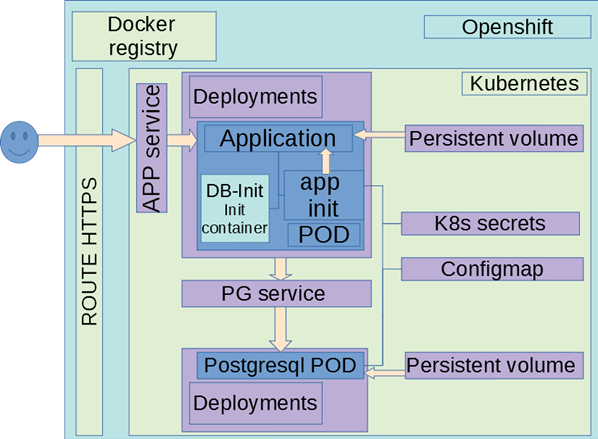 Docker
registry
Openshift
Kubernetes
ROUTE HTTPS
APP service
Deployments
Application
Persistent volume
DB-Init
Init
container
app
init
POD
K8s secrets
Configmap
PG service
Postgresql POD
Persistent volume
Deployments